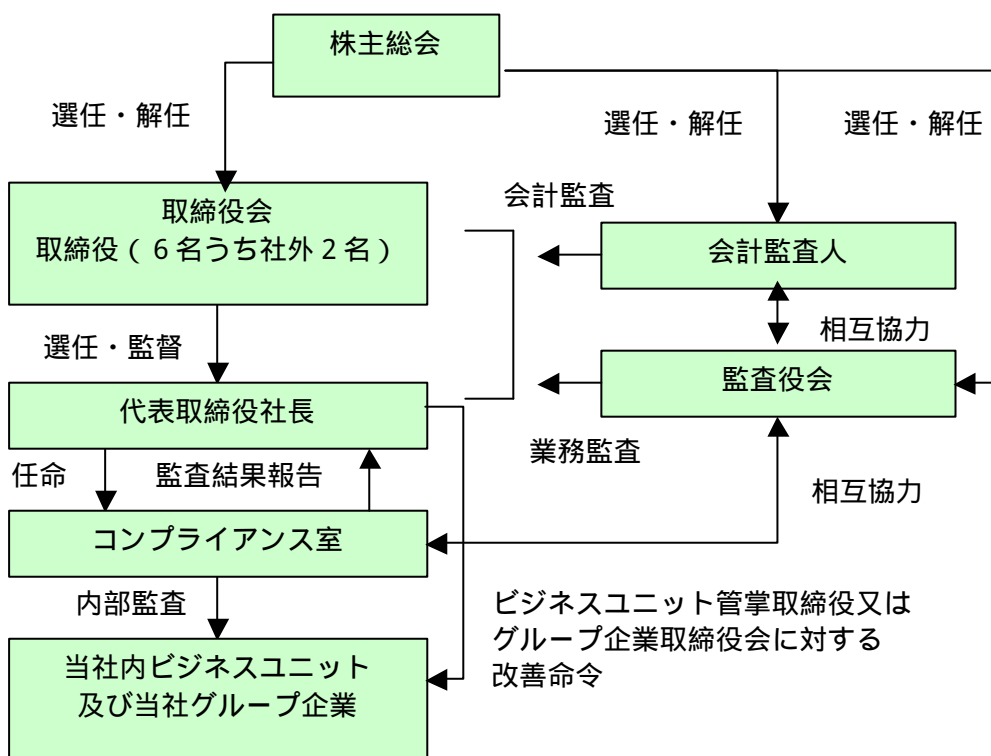 株主総会
選任・解任
選任・解任
選任・解任
取締役会
取締役（６名うち社外２名）
会計監査
会計監査人
選任・監督
相互協力
監査役会
代表取締役社長
業務監査
任命
監査結果報告
相互協力
コンプライアンス室
内部監査
ビジネスユニット管掌取締役又は
グループ企業取締役会に対する
改善命令
当社内ビジネスユニット
及び当社グループ企業